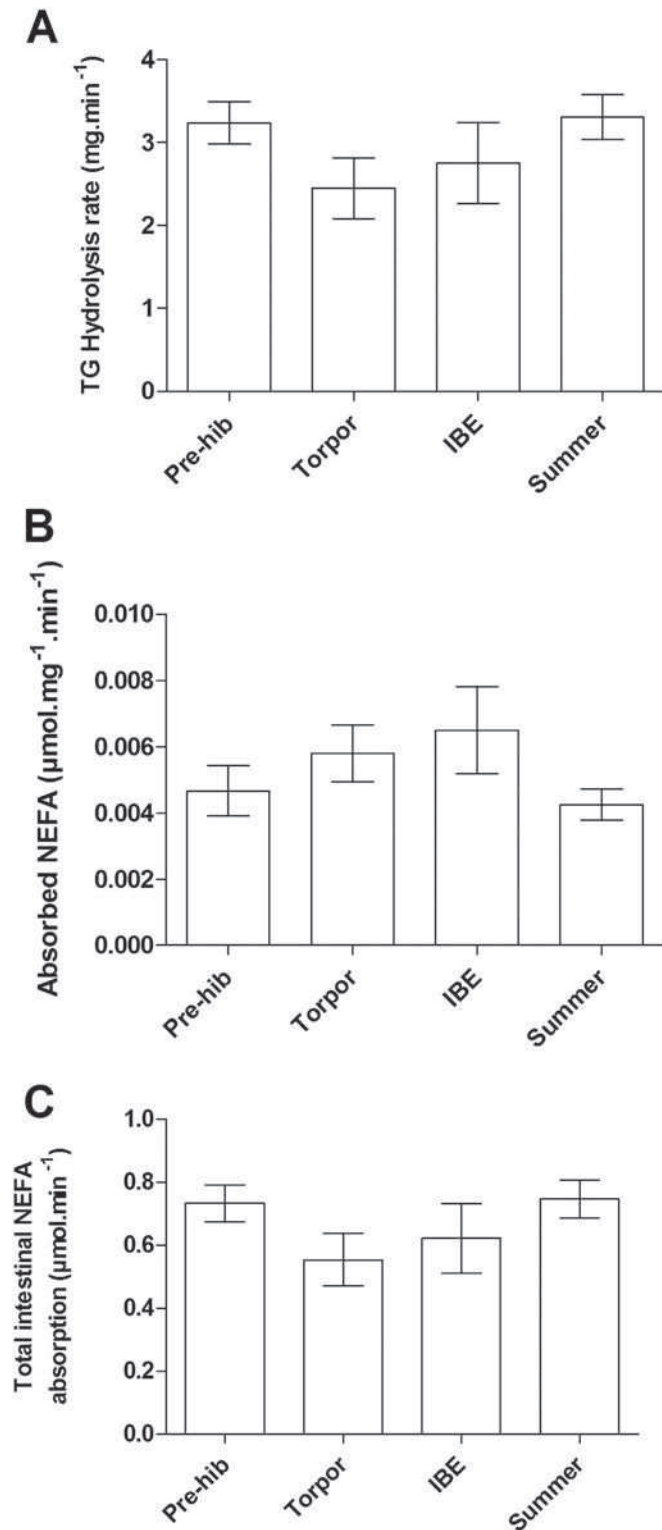 A
TG Hydrolysis rate (mg.min⁻¹)
4
3
2
1
0
Pre-hib
Torpor
IBE
Summer
B
Absorbed NEFA (µmol.mg⁻¹.min⁻¹)
0.010
0.008
0.006
0.004
0.002
0.000
Pre-hib
Torpor
IBE
Summer
C
Total intestinal NEFA
absorption (µmol.min⁻¹)
1.0
0.8
0.6
0.4
0.2
0.0
Pre-hib
Torpor
IBE
Summer